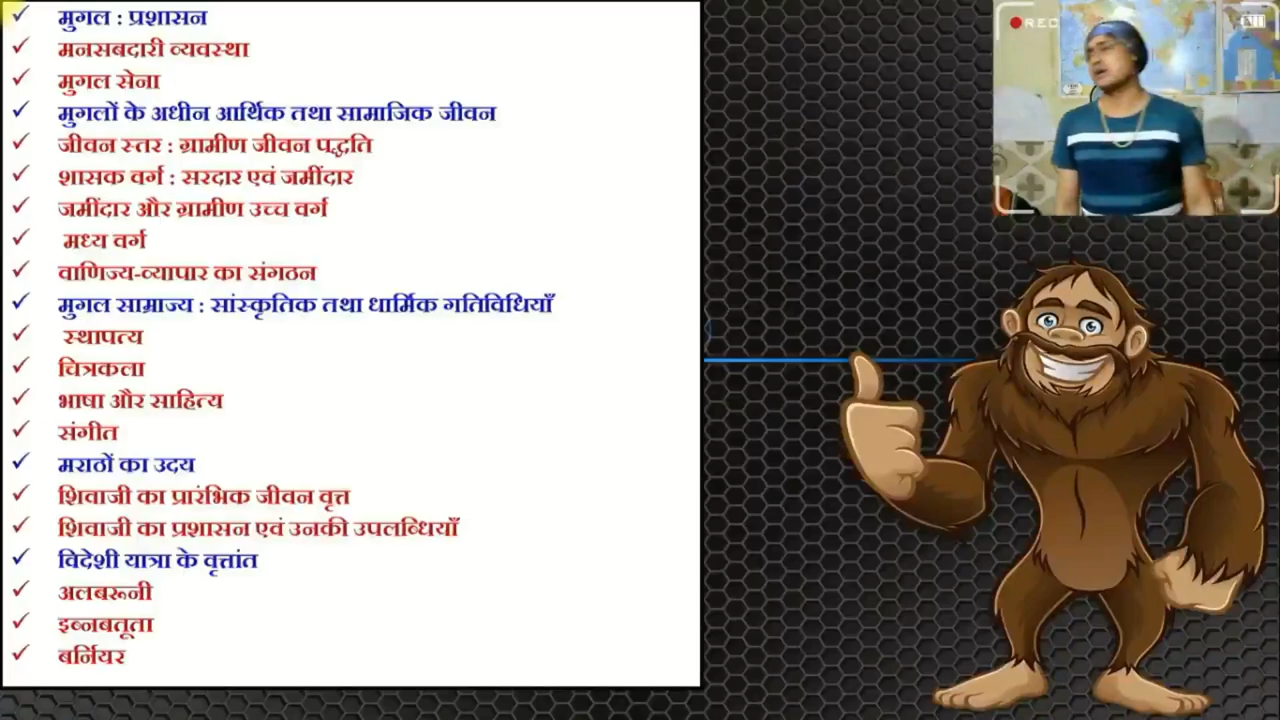 मुगल : प्रशासन
मनसबदारी व्यवस्था
मुगल सेना
मुगलों के अधीन आर्थिक तथा सामाजिक जीवन
जीवन स्तर : ग्रामीण जीवन पद्धति
शासक वर्ग : सरदार एवं जमींदार
जमींदार और ग्रामीण उच्च वर्ग
मध्य वर्ग
वाणिज्य-व्यापार का संगठन
मुगल साम्राज्य : सांस्कृतिक तथा धार्मिक गतिविधियाँ
स्थापत्य
चित्रकला
भाषा और साहित्य
संगीत
मराठों का उदय
शिवाजी का प्रारंभिक जीवन वृत्त
शिवाजी का प्रशासन एवं उनकी उपलब्धियाँ
विदेशी यात्रा के वृत्तांत
अलबरूनी
इब्नबतूता
बर्नियर
REC